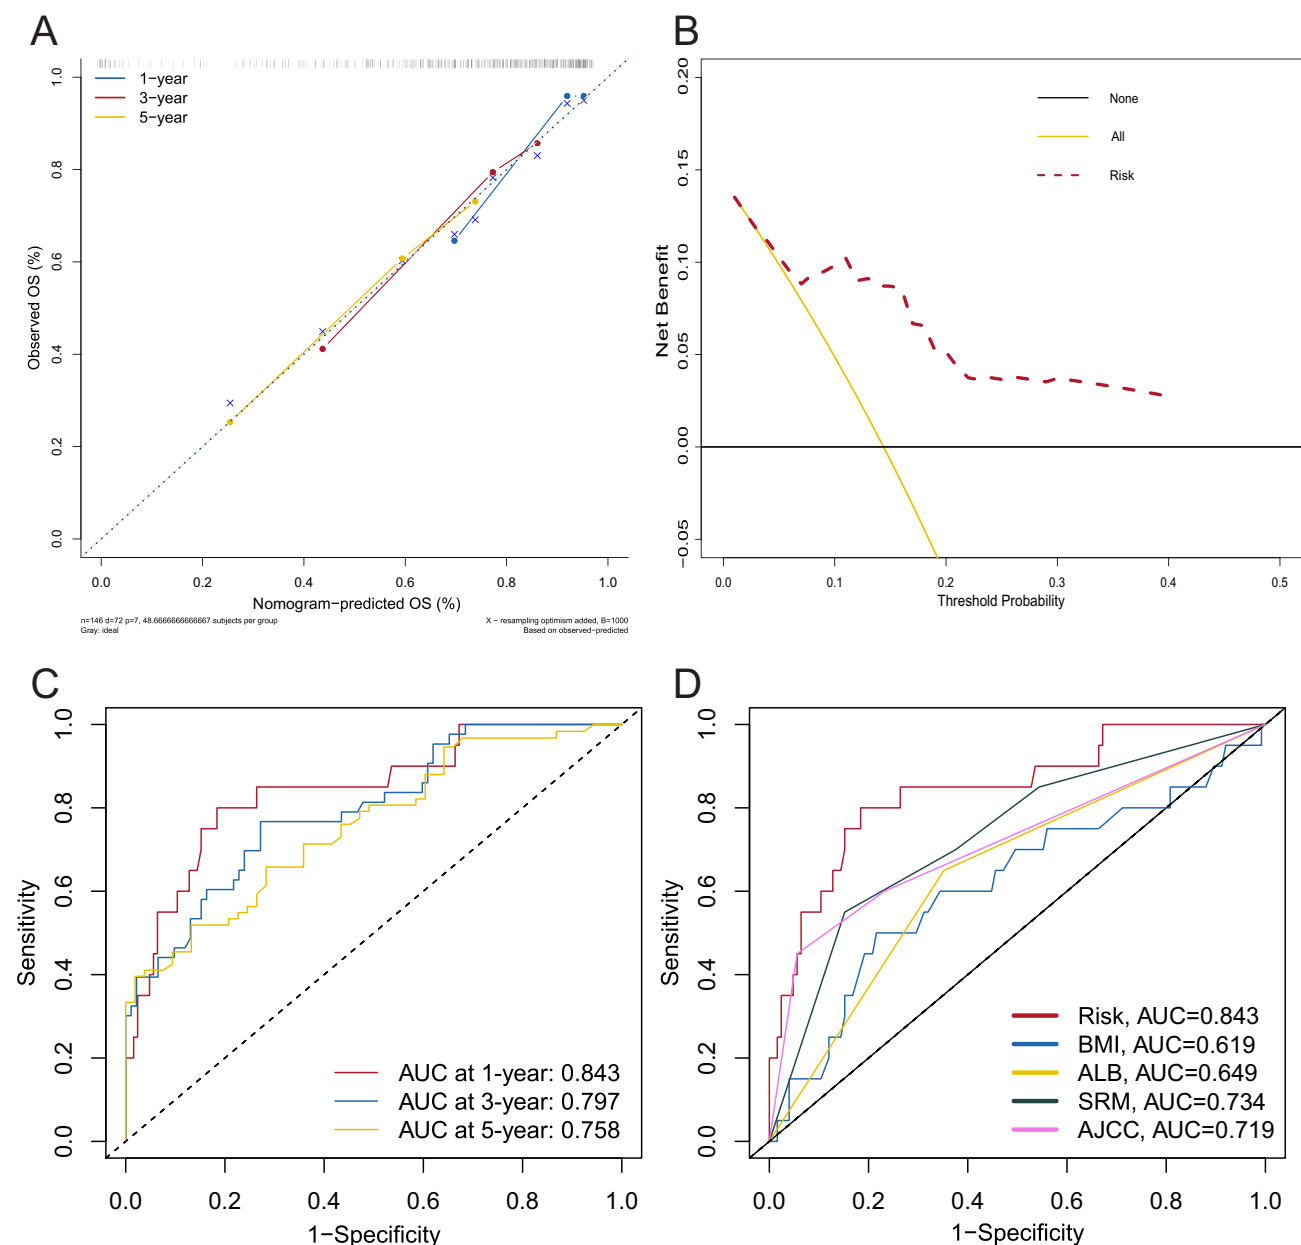 A
1−year
3−year
5−year
1.0
0.8
0.6
0.4
0.2
0.0
Observed OS (%)
0.0 0.2 0.4 0.6 0.8 1.0
Nomogram−predicted OS (%)
n=146 d=72 p=7, 48.6666666666667 subjects per group
Gray: ideal
X − resampling optimism added, B=1000
Based on observed−predicted
B
None
All
Risk
0.20
0.15
0.10
0.05
0.00
−0.05
Net Benefit
0.0 0.1 0.2 0.3 0.4 0.5
Threshold Probability
C
1.0
0.8
0.6
0.4
0.2
0.0
Sensitivity
AUC at 1-year: 0.843
AUC at 3-year: 0.797
AUC at 5-year: 0.758
0.0 0.2 0.4 0.6 0.8 1.0
1-Specificity
D
1.0
0.8
0.6
0.4
0.2
0.0
Sensitivity
Risk, AUC=0.843
BMI, AUC=0.619
ALB, AUC=0.649
SRM, AUC=0.734
AJCC, AUC=0.719
0.0 0.2 0.4 0.6 0.8 1.0
1-Specificity